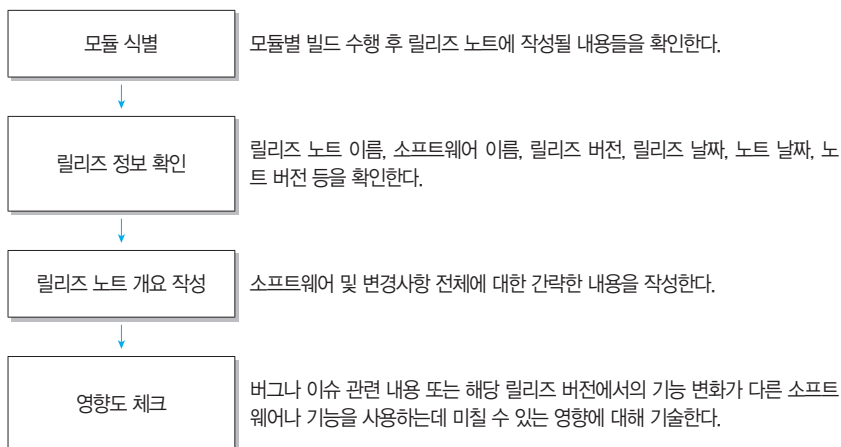 모듈 식별
모듈별 빌드 수행 후 릴리즈 노트에 작성될 내용들을 확인한다.
릴리즈 정보 확인
릴리즈 노트 이름, 소프트웨어 이름, 릴리즈 버전, 릴리즈 날짜, 노트 날짜, 노
트 버전 등을 확인한다.
릴리즈 노트 개요 작성
소프트웨어 및 변경사항 전체에 대한 간략한 내용을 작성한다.
영향도 체크
버그나 이슈 관련 내용 또는 해당 릴리즈 버전에서의 기능 변화가 다른 소프트
웨어나 기능을 사용하는데 미칠 수 있는 영향에 대해 기술한다.